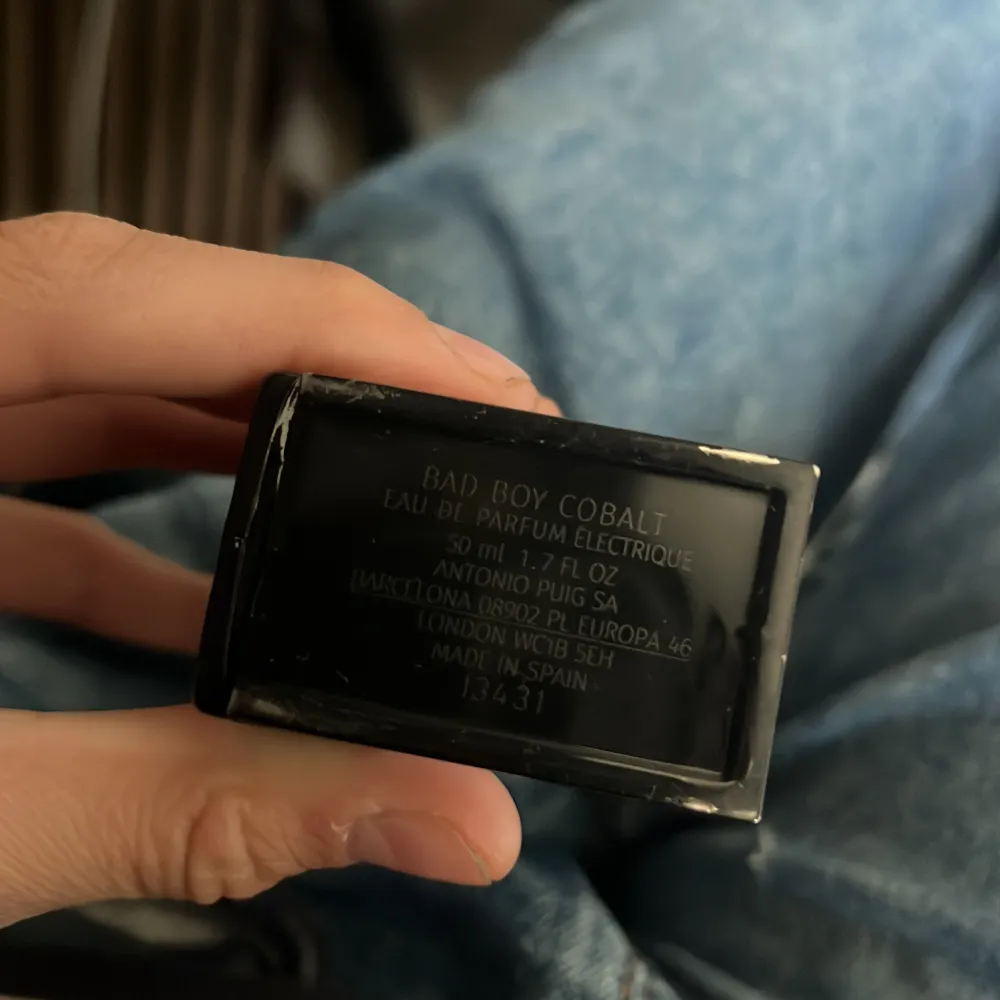 BAD BOY COBALT
EAU DE PARFUM ÉLECTRIQUE
50 ml 1.7 FL OZ
ANTONIO PUIG SA
BARCELONA 08902 PL EUROPA 46
LONDON WC1B 5EH
MADE IN SPAIN
13431